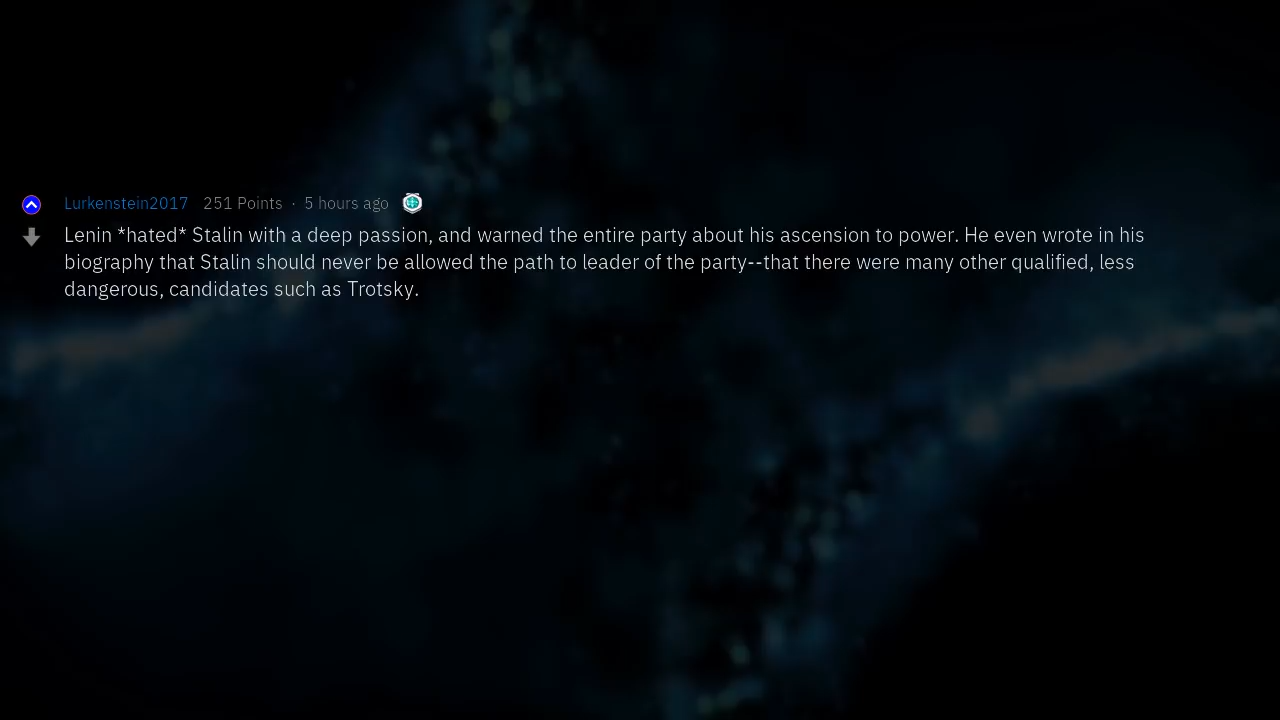 Lurkenstein2017 251 Points · 5 hours ago
Lenin *hated* Stalin with a deep passion, and warned the entire party about his ascension to power. He even wrote in his
biography that Stalin should never be allowed the path to leader of the party--that there were many other qualified, less
dangerous, candidates such as Trotsky.